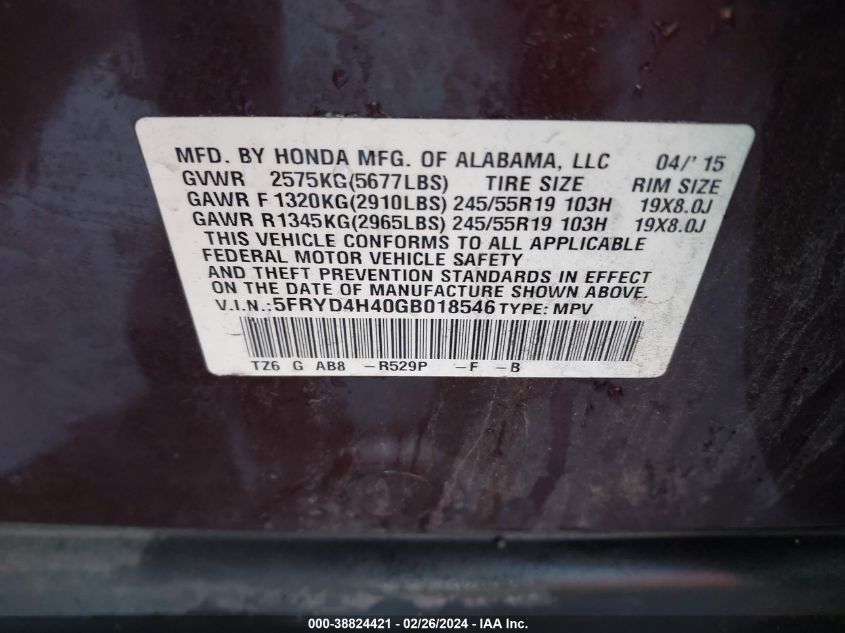 MFD. BY HONDA MFG. OF ALABAMA, LLC 04/' 15
GVWR 2575KG(5677LBS) TIRE SIZE RIM SIZE
GAWR F 1320KG(2910LBS) 245/55R19 103H 19X8.0J
GAWR R 1345KG(2965LBS) 245/55R19 103H 19X8.0J
THIS VEHICLE CONFORMS TO ALL APPLICABLE
FEDERAL MOTOR VEHICLE SAFETY
AND THEFT PREVENTION STANDARDS IN EFFECT
ON THE DATE OF MANUFACTURE SHOWN ABOVE.
V.I.N.:5FRYD4H40GB018546 TYPE: MPV
TZ6 G AB8 -R529P -F -B
000-38824421 - 02/26/2024 - IAA Inc.